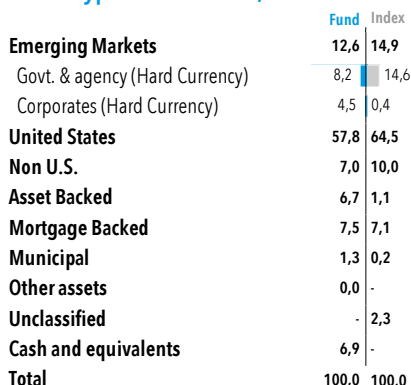 Fund Index
Emerging Markets 12,6 14,9
Govt. & agency (Hard Currency) 8,2 14,6
Corporates (Hard Currency) 4,5 0,4
United States 57,8 64,5
Non U.S. 7,0 10,0
Asset Backed 6,7 1,1
Mortgage Backed 7,5 7,1
Municipal 1,3 0,2
Other assets 0,0 -
Unclassified - 2,3
Cash and equivalents 6,9 -
Total 100,0 100,0